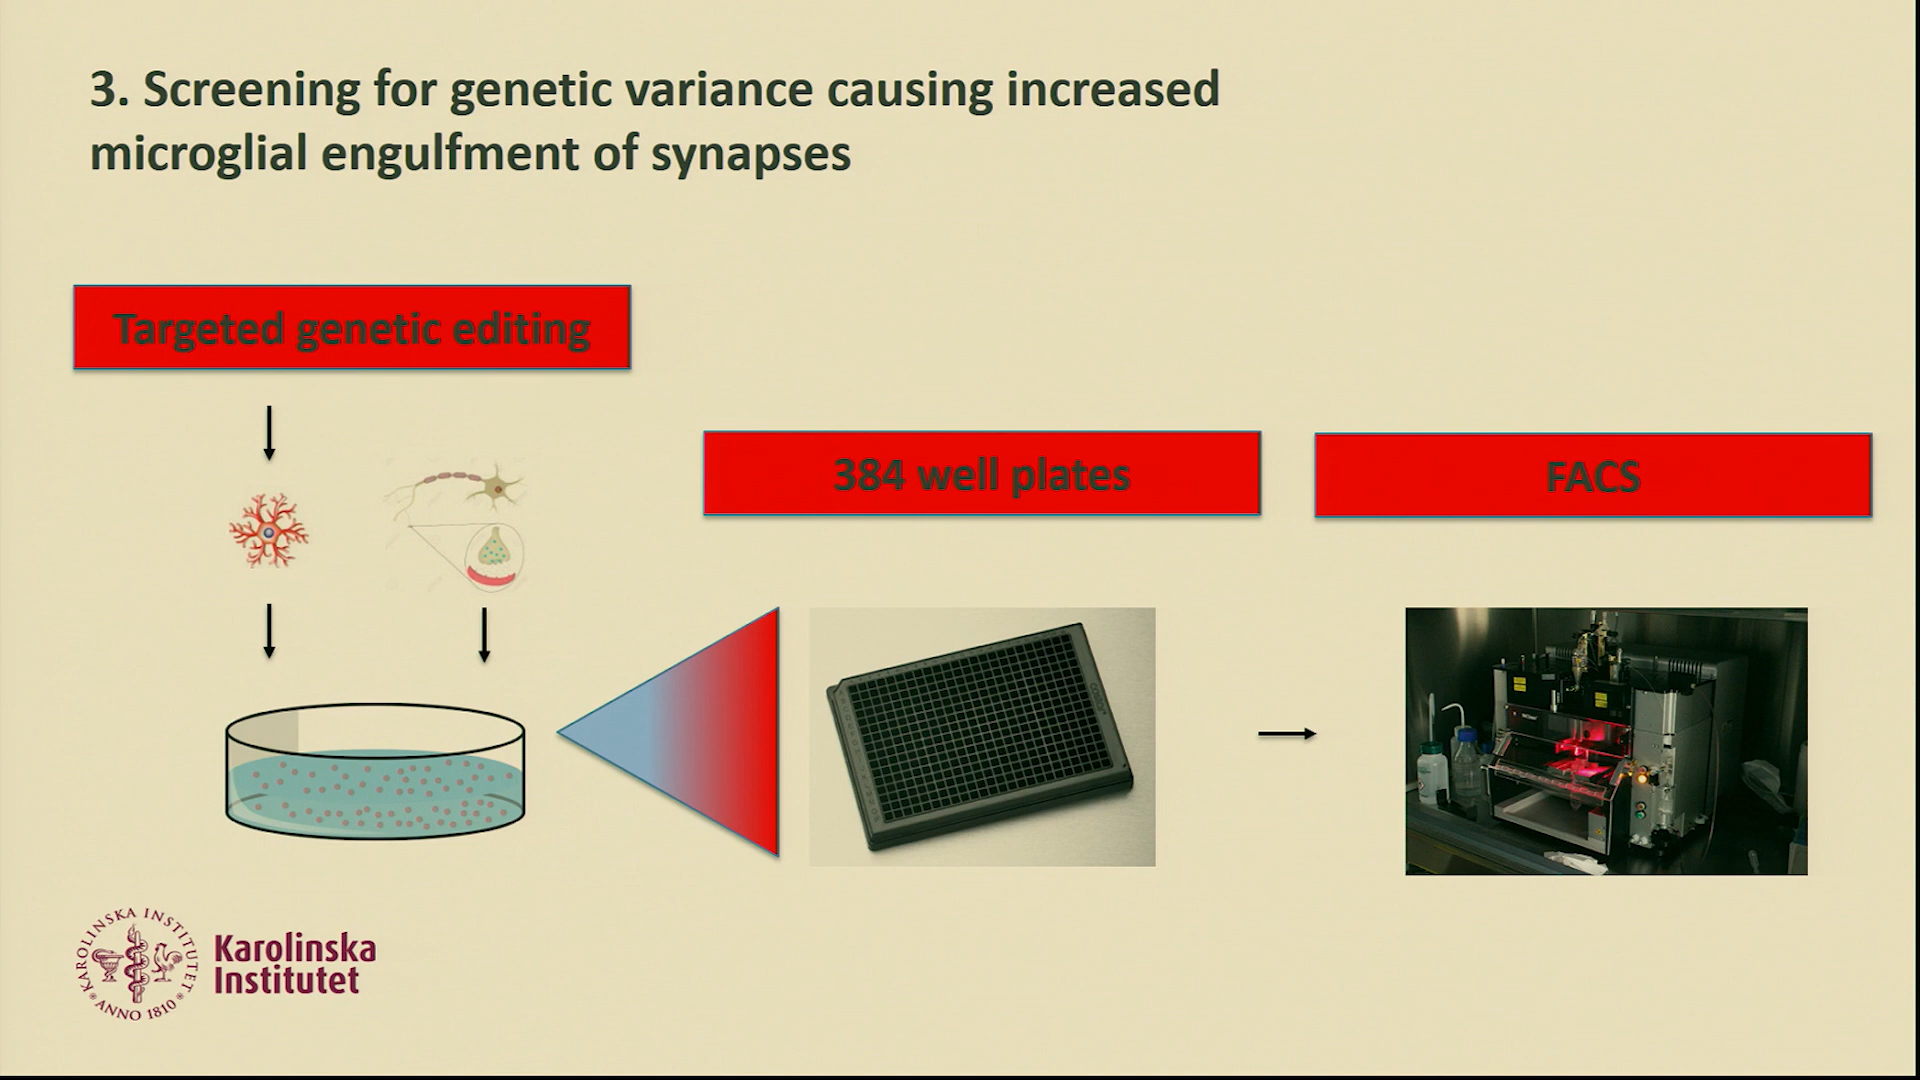 3. Screening for genetic variance causing increased
microglial engulfment of synapses
Targeted genetic editing
384 well plates
FACS
KAROLINSKA INSTITUTET
ANNO 1810
Karolinska
Institutet